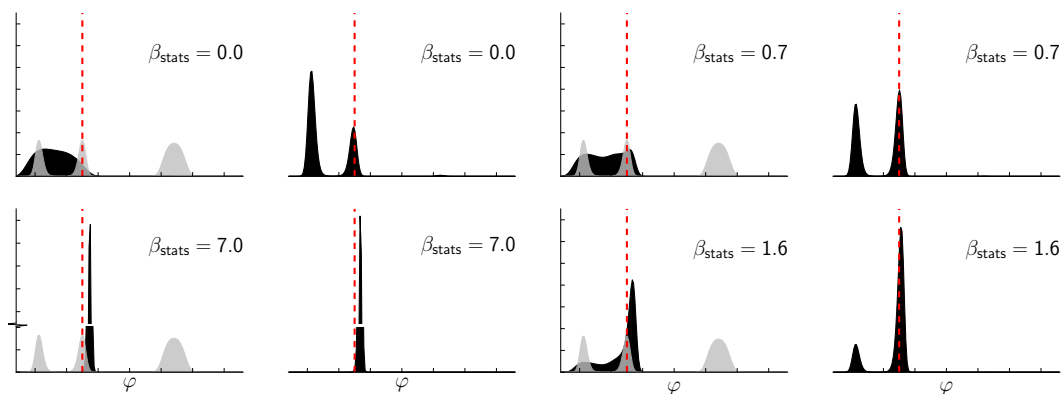 β_stats = 0.0
β_stats = 0.0
β_stats = 0.7
β_stats = 0.7
β_stats = 7.0
β_stats = 7.0
β_stats = 1.6
β_stats = 1.6
φ
φ
φ
φ